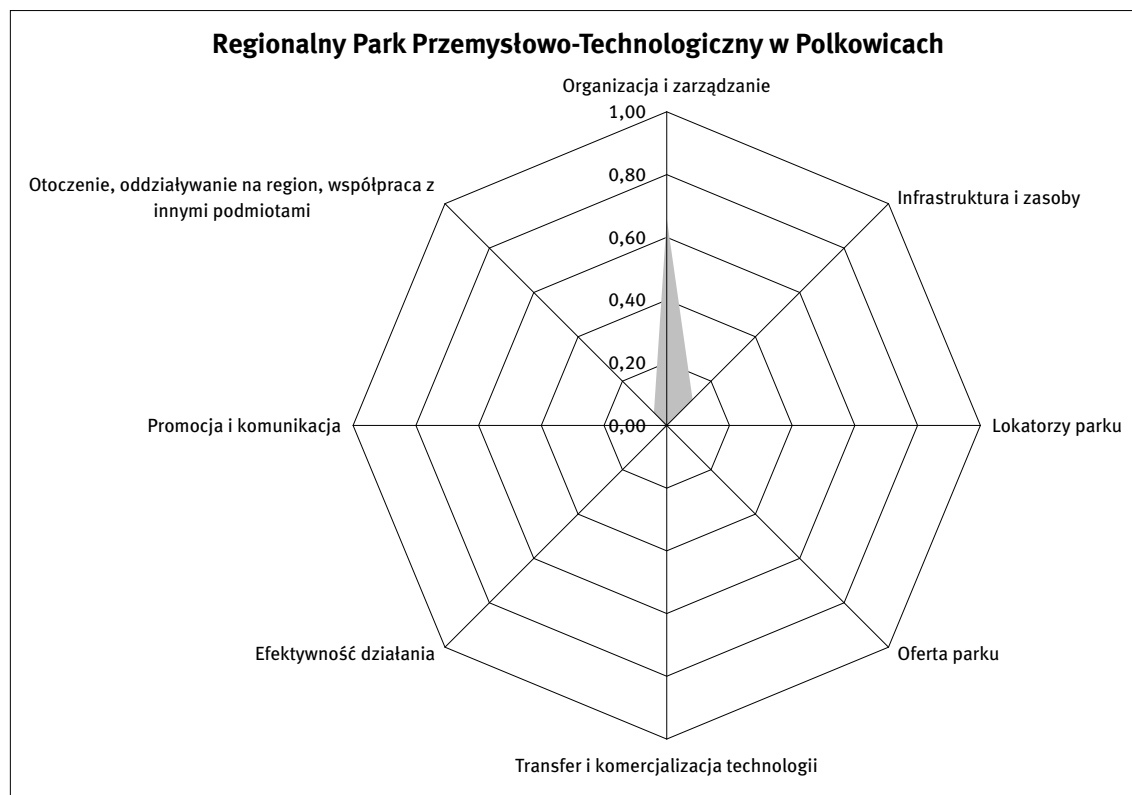 Regionalny Park Przemysłowo-Technologiczny w Polkowicach
Organizacja i zarządzanie
1,00
0,80
0,60
0,40
0,20
0,00
Infrastruktura i zasoby
Lokatorzy parku
Oferta parku
Transfer i komercjalizacja technologii
Efektywność działania
Promocja i komunikacja
Otoczenie, oddziaływanie na region, współpraca z
innymi podmiotami